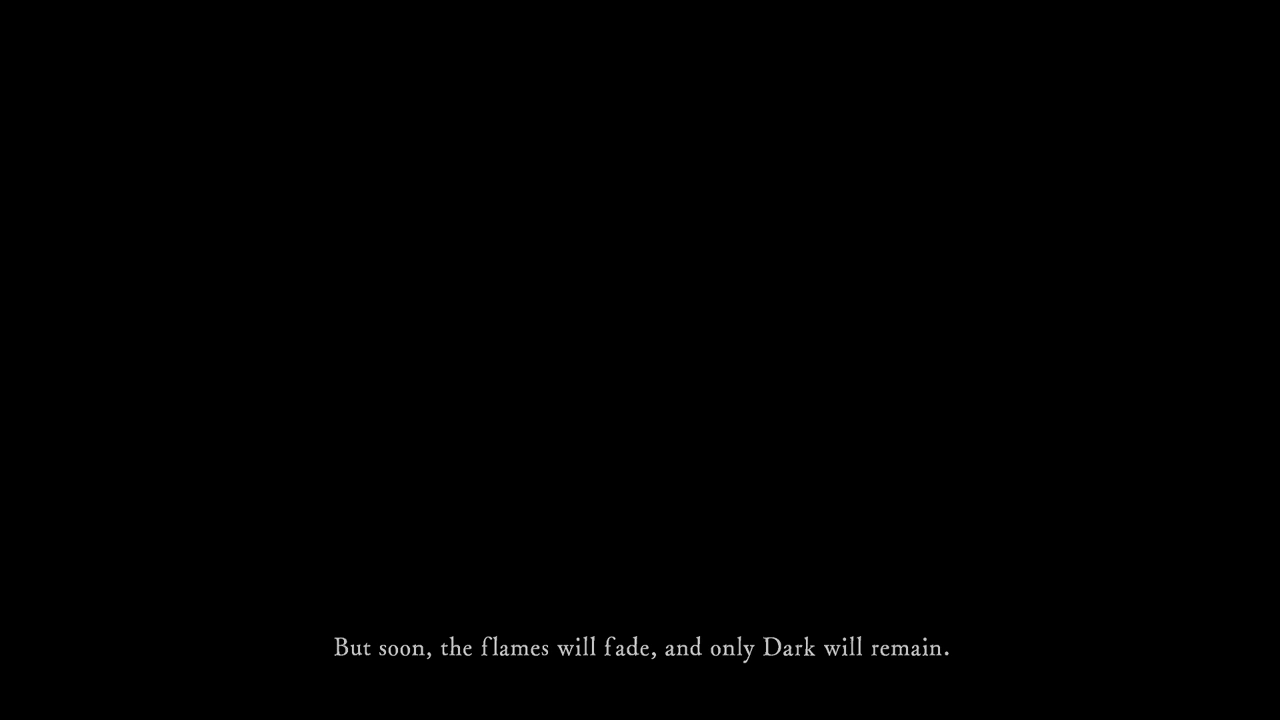 But soon, the flames will fade, and only Dark will remain.